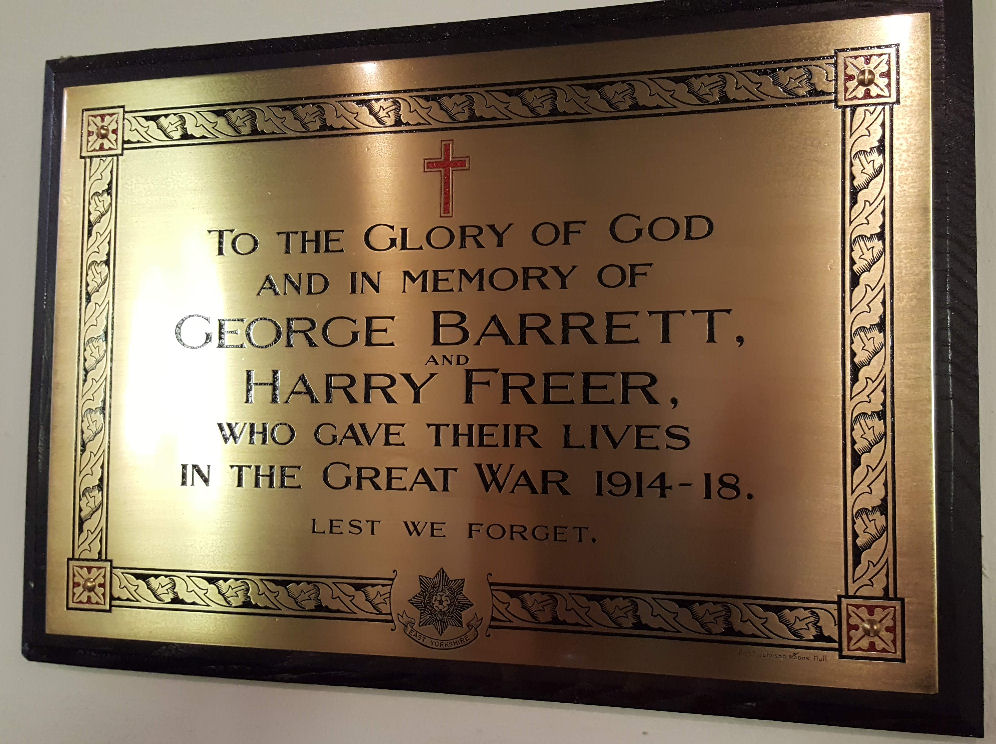 TO THE GLORY OF GOD
AND IN MEMORY OF
GEORGE BARRETT,
AND
HARRY FREER,
WHO GAVE THEIR LIVES
IN THE GREAT WAR 1914-18.
LEST WE FORGET.
EAST YORKSHIRE
Hull